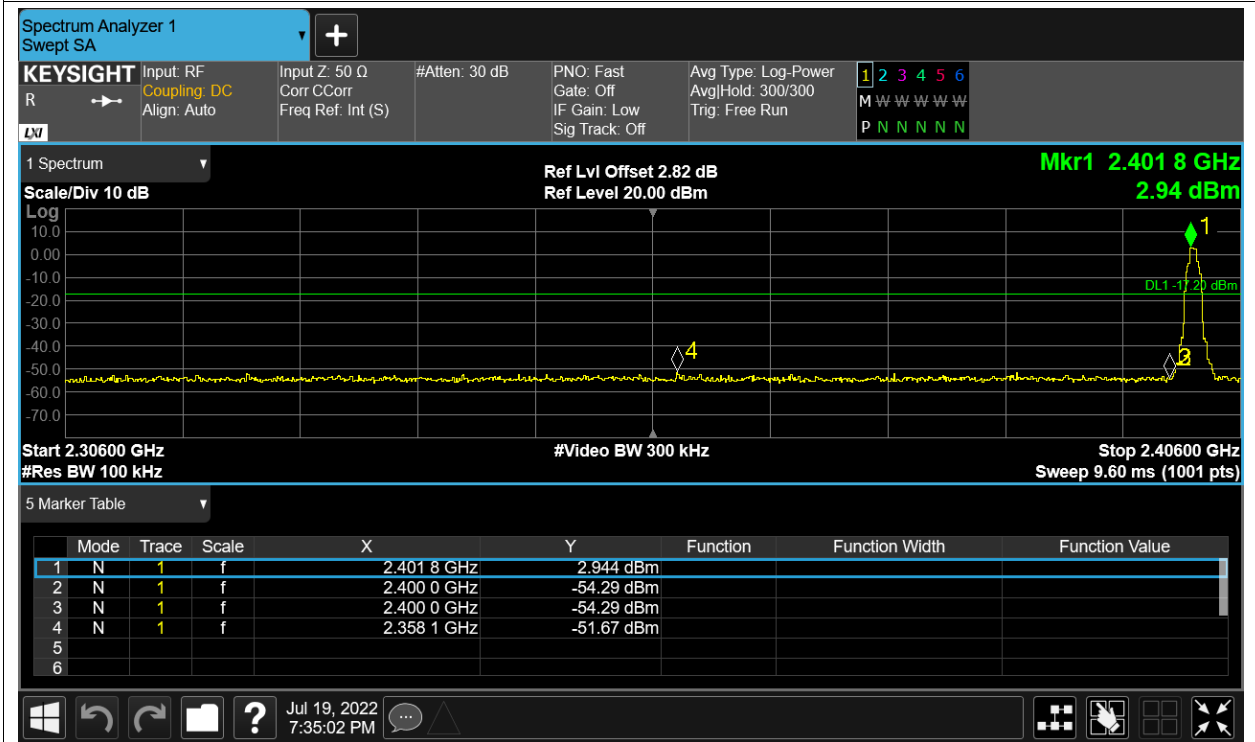 Spectrum Analyzer 1
Swept SA
KEYSIGHT
R
LXI
Input: RF
Coupling: DC
Align: Auto
Input Z: 50 Ω
Corr CCorr
Freq Ref: Int (S)
#Atten: 30 dB
PNO: Fast
Gate: Off
IF Gain: Low
Sig Track: Off
Avg Type: Log-Power
Avg|Hold: 300/300
Trig: Free Run
1 2 3 4 5 6
M W W W W W
P N N N N N
1 Spectrum
Scale/Div 10 dB
Ref Lvl Offset 2.82 dB
Ref Level 20.00 dBm
Mkr1 2.401 8 GHz
2.94 dBm
Log
10.0
0.00
-10.0
-20.0
-30.0
-40.0
-50.0
-60.0
-70.0
1
DL1 -17.20 dBm
4
Start 2.30600 GHz
#Res BW 100 kHz
#Video BW 300 kHz
Stop 2.40600 GHz
Sweep 9.60 ms (1001 pts)
5 Marker Table
Mode Trace Scale X Y Function Function Width Function Value
1 N 1 f 2.401 8 GHz 2.944 dBm
2 N 1 f 2.400 0 GHz -54.29 dBm
3 N 1 f 2.400 0 GHz -54.29 dBm
4 N 1 f 2.358 1 GHz -51.67 dBm
5
6
?
Jul 19, 2022
7:35:02 PM